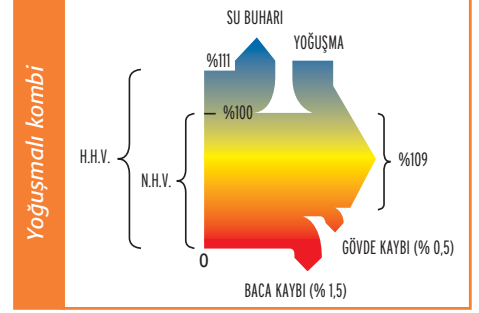 Yoğuşmalı kombi
SU BUHARI
YOĞUŞMA
%111
%100
H.H.V.
N.H.V.
%109
0
GÖVDE KAYBI (% 0,5)
BACA KAYBI (% 1,5)